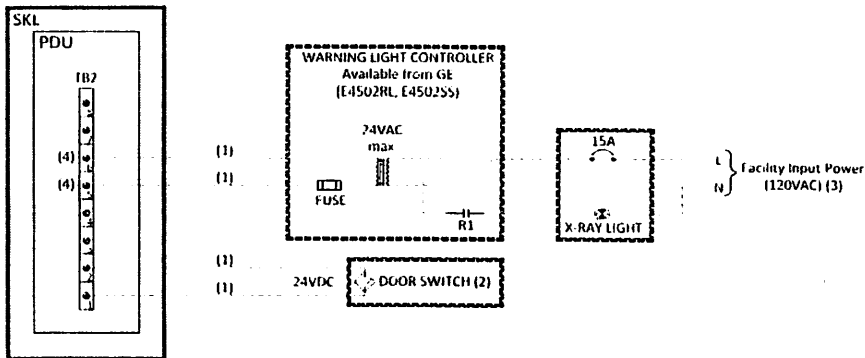 SKL
PDU
TB2
(4)
(4)
(1)
(1)
(1)
(1)
WARNING LIGHT CONTROLLER
Available from GE
(E4502RL, E4502SS)
24VAC
max
FUSE
R1
24VDC
DOOR SWITCH (2)
15A
X-RAY LIGHT
L
N
Facility Input Power
(120VAC) (3)